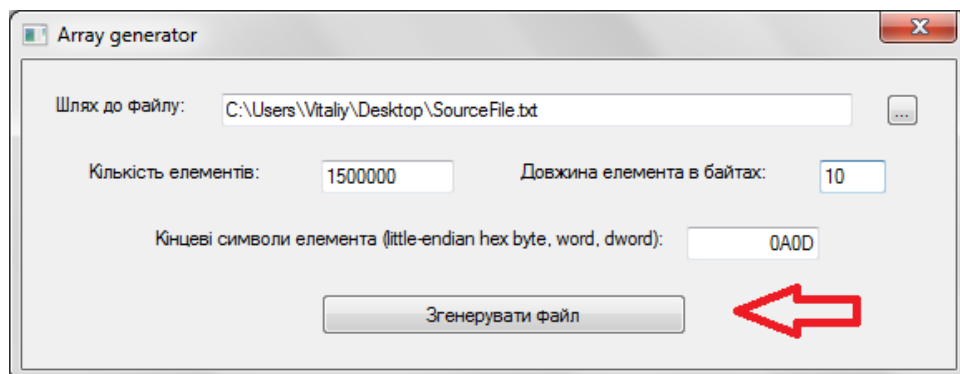 Array generator
Шлях до файлу: C:\Users\Vitaliy\Desktop\SourceFile.txt ...
Кількість елементів: 1500000 Довжина елемента в байтах: 10
Кінцеві символи елемента (little-endian hex byte, word, dword): 0A0D
Згенерувати файл